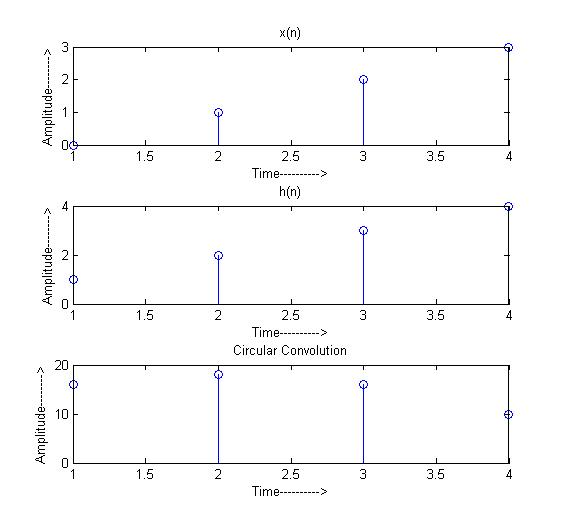 x(n)
3
2
1
0
Amplitude------->
1 1.5 2 2.5 3 3.5 4
Time---------->
h(n)
4
2
0
Amplitude------->
1 1.5 2 2.5 3 3.5 4
Time---------->
Circular Convolution
20
10
0
Amplitude------->
1 1.5 2 2.5 3 3.5 4
Time---------->